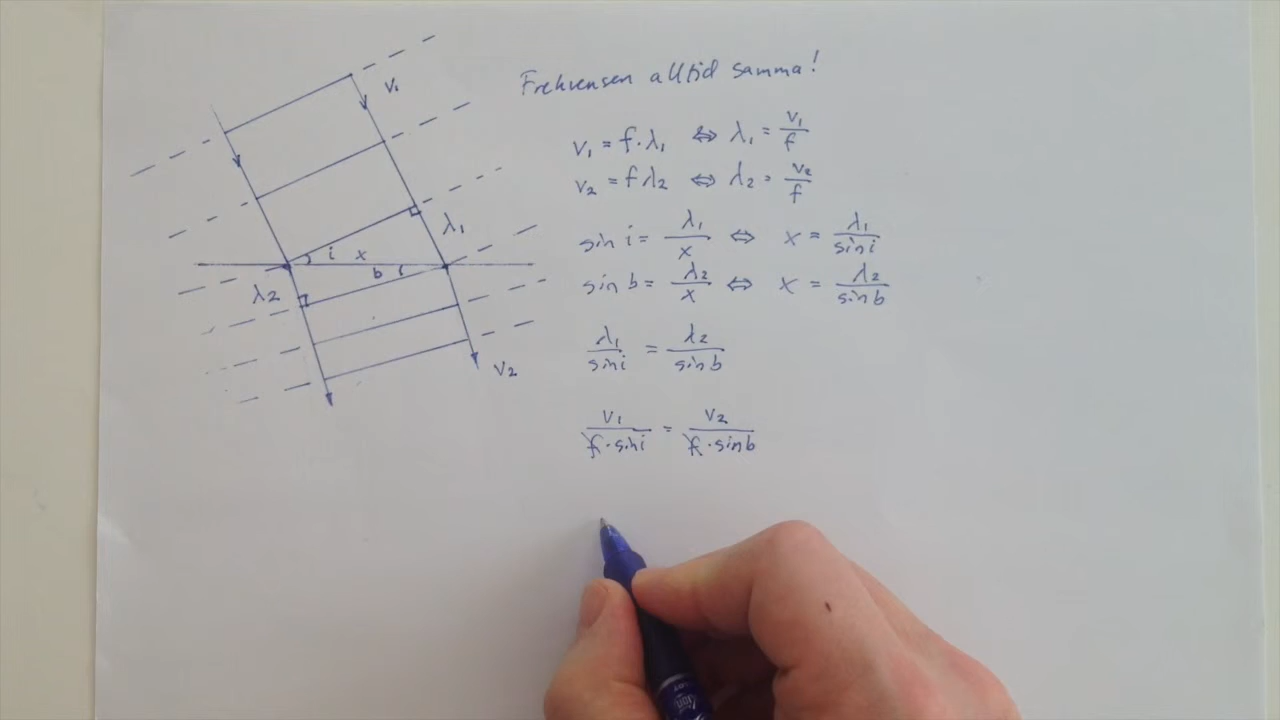 Frekvensen alltid samma!
v₁
v₁ = f·λ₁ ⇔ λ₁ = v₁/f
v₂ = fλ₂ ⇔ λ₂ = v₂/f
λ₁
sin i = λ₁/x ⇔ x = λ₁/sin i
i x
b
λ₂
sin b = λ₂/x ⇔ x = λ₂/sin b
λ₁/sin i = λ₂/sin b
v₂
v₁/f·sin i = v₂/f·sin b